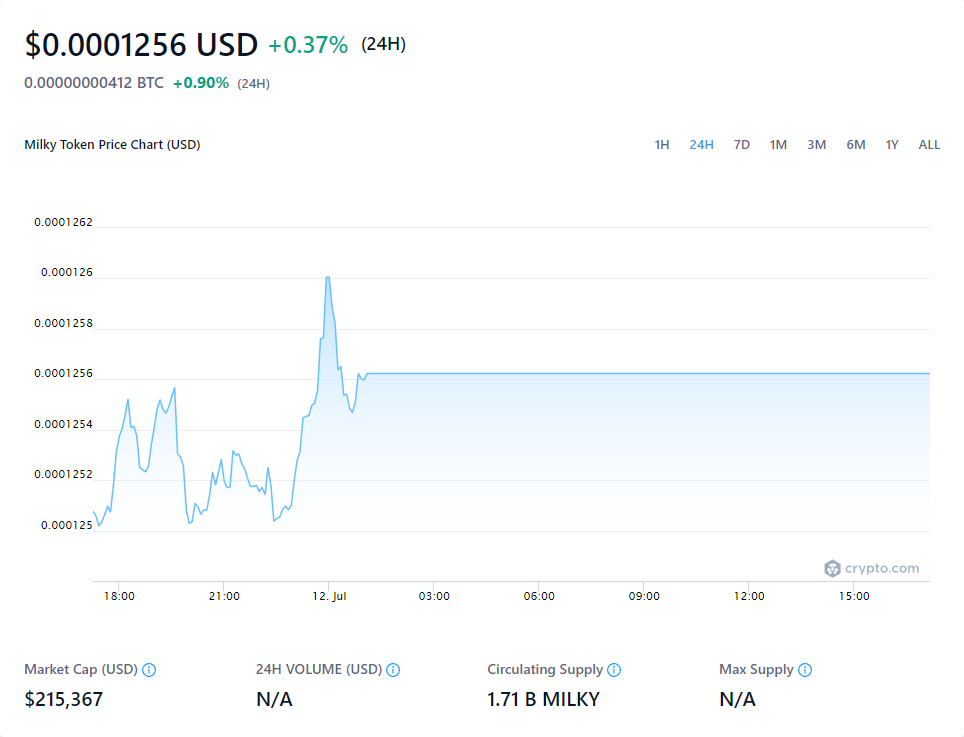 $0.0001256 USD +0.37% (24H)
0.00000000412 BTC +0.90% (24H)
Milky Token Price Chart (USD) 1H 24H 7D 1M 3M 6M 1Y ALL
0.0001262
0.000126
0.0001258
0.0001256
0.0001254
0.0001252
0.000125
crypto.com
18:00 21:00 12. Jul 03:00 06:00 09:00 12:00 15:00
Market Cap (USD) 24H VOLUME (USD) Circulating Supply Max Supply
$215,367 N/A 1.71 B MILKY N/A